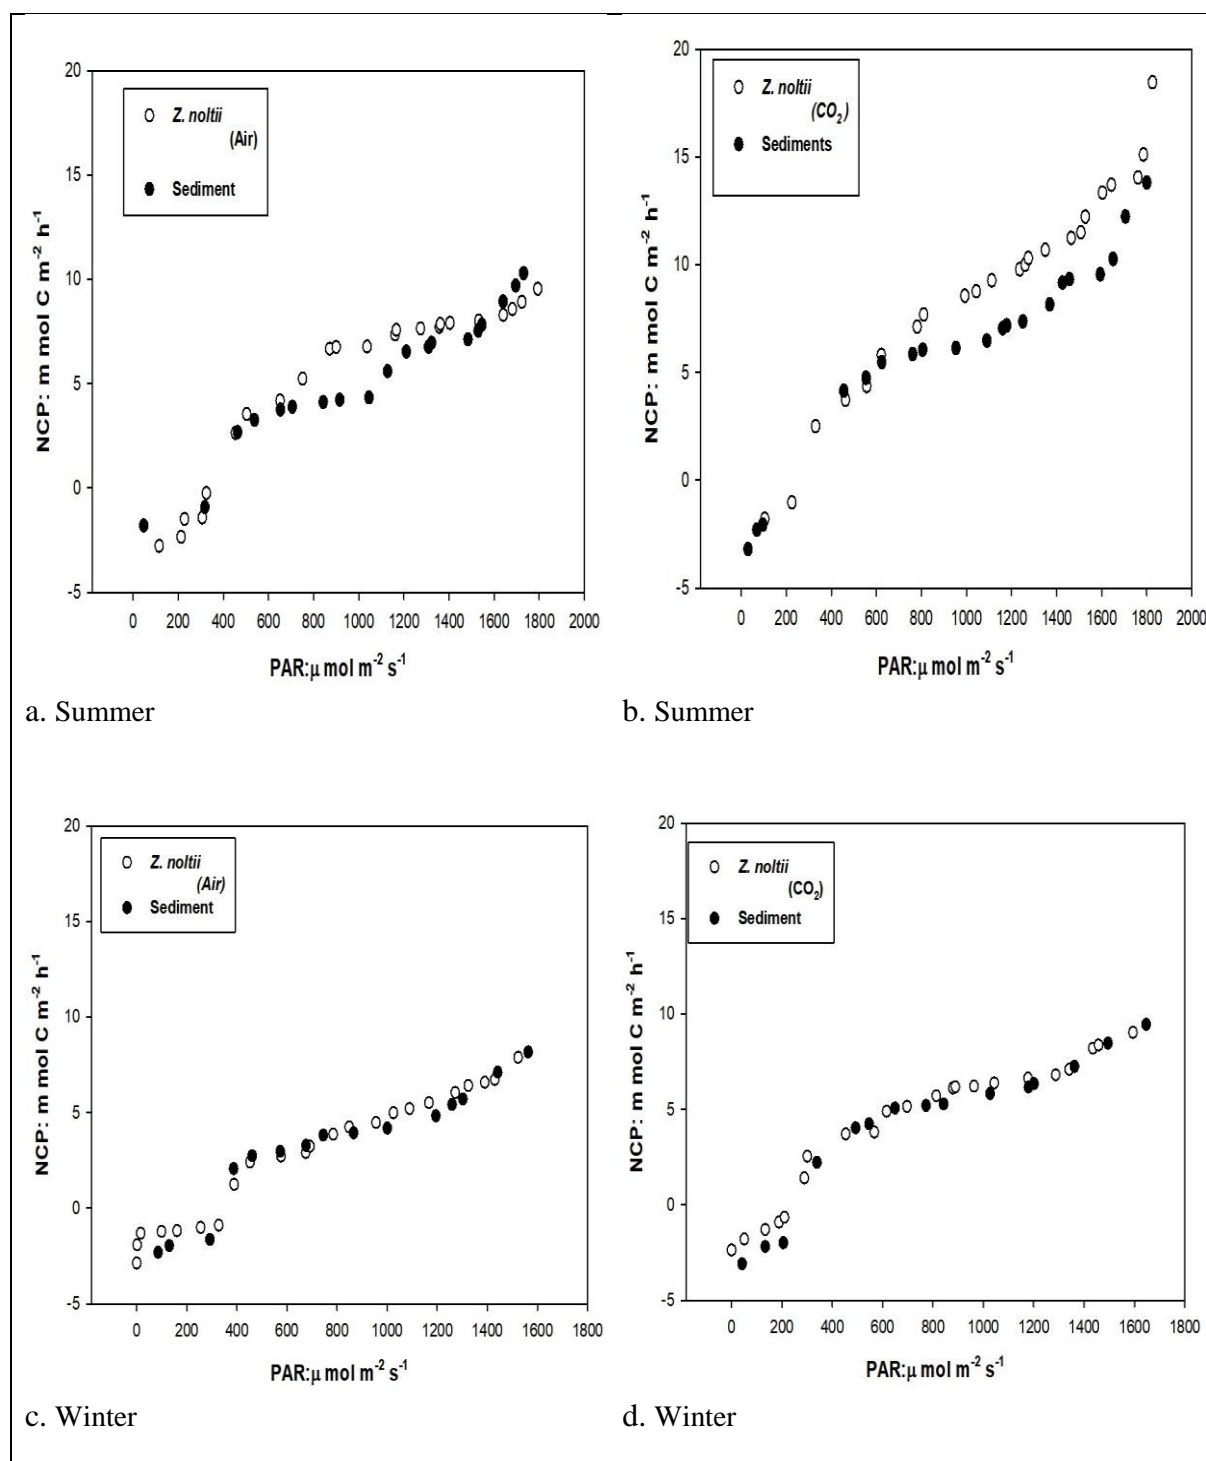 20
15
10
5
0
-5
NCP: m mol C m-2 h-1
Z. noltii
(Air)
Sediment
0 200 400 600 800 1000 1200 1400 1600 1800 2000
PAR:μ mol m-2 s-1
a. Summer
20
15
10
5
0
-5
NCP: m mol C m-2 h-1
Z. noltii
(CO2)
Sediments
0 200 400 600 800 1000 1200 1400 1600 1800 2000
PAR:μ mol m-2 s-1
b. Summer
20
15
10
5
0
-5
NCP: m mol C m-2 h-1
Z. noltii
(Air)
Sediment
0 200 400 600 800 1000 1200 1400 1600 1800
PAR:μ mol m-2 s-1
c. Winter
20
15
10
5
0
-5
NCP: m mol C m-2 h-1
Z. noltii
(CO2)
Sediment
0 200 400 600 800 1000 1200 1400 1600 1800
PAR:μ mol m-2 s-1
d. Winter